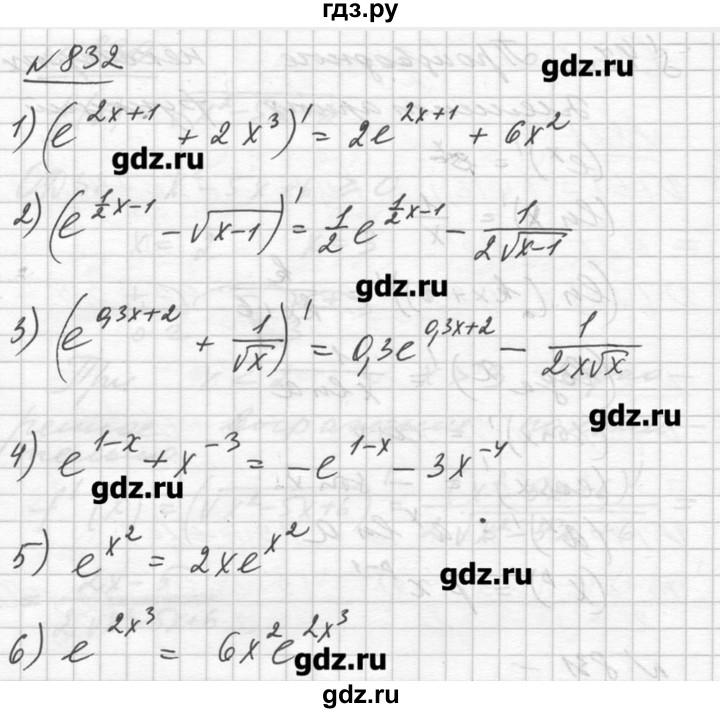 гдз.ру
№ 832
gdz.ru
1) (e^{2x+1} + 2x^3)' = 2e^{2x+1} + 6x^2
gdz.ru
2) (e^{\frac{1}{2}x-1} - \sqrt{x-1})' = \frac{1}{2}e^{\frac{1}{2}x-1} - \frac{1}{2\sqrt{x-1}}
gdz.ru
3) (e^{0,3x+2} + \frac{1}{\sqrt{x}})' = 0,3e^{0,3x+2} - \frac{1}{2x\sqrt{x}}
gdz.ru
4) e^{1-x} + x^{-3} = -e^{1-x} - 3x^{-4}
gdz.ru
5) e^{x^2} = 2xe^{x^2}
gdz.ru
6) e^{2x^3} = 6x^2e^{2x^3}
gdz.ru
gdz.ru